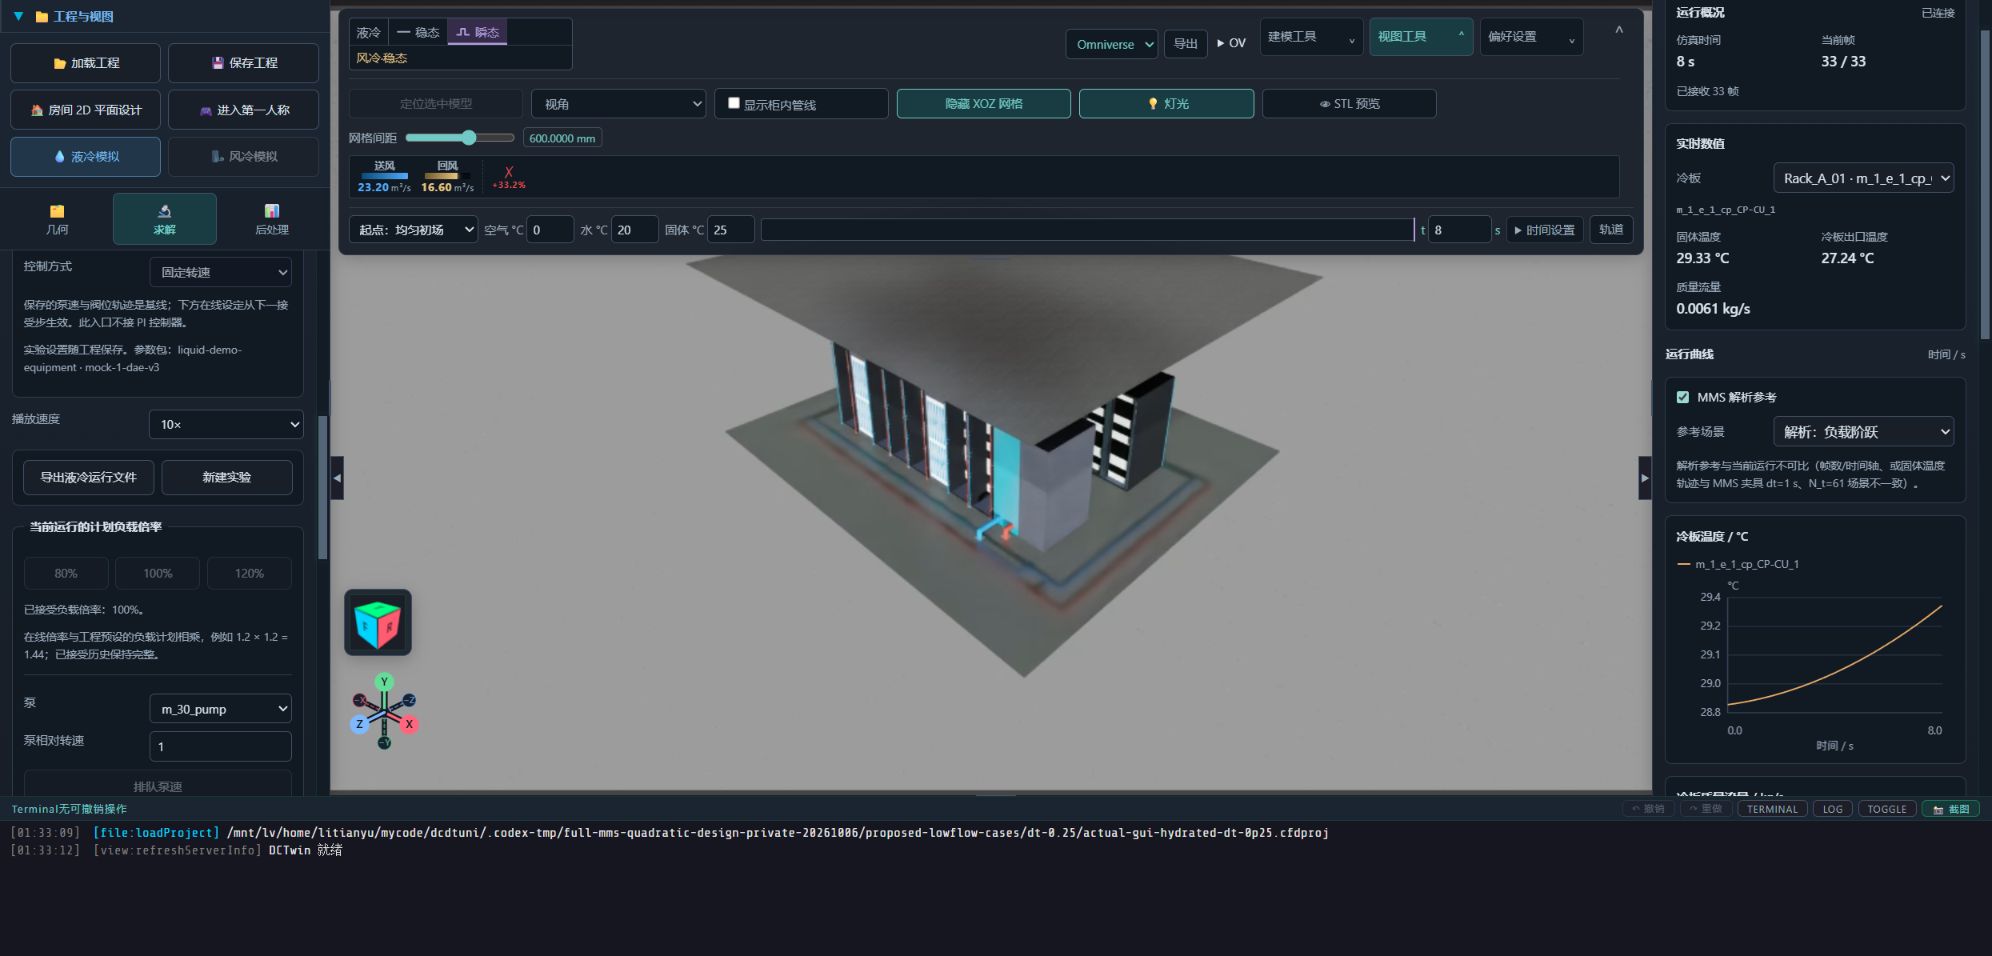 工程与视图
加载工程
保存工程
房间 2D 平面设计
进入第一人称
液冷模拟
风冷模拟
几何
求解
后处理
控制方式
固定转速
保存的泵速与阀位轨迹是基线；下方在线设定从下一接
受步生效。此入口不接 PI 控制器。
实验设置随工程保存。参数包：liquid-demo-
equipment · mock-1-dae-v3
播放速度
10×
导出液冷运行文件
新建实验
当前运行的计划负载倍率
80%
100%
120%
已接受负载倍率：100%。
在线倍率与工程预设的负载计划相乘，例如 1.2 × 1.2 =
1.44；已接受历史保持完整。
泵
m_30_pump
泵相对转速
1
排队泵速
液冷
稳态
瞬态
风冷·稳态
Omniverse
导出
OV
建模工具
视图工具
偏好设置
定位选中模型
视角
显示柜内管线
隐藏 XOZ 网格
灯光
STL 预览
网格间距
600.0000 mm
送风
23.20 m³/s
回风
16.60 m³/s
X
+33.2%
起点：均匀初场
空气 °C
0
水 °C
20
固体 °C
25
t
8
s
时间设置
轨道
F
R
Y
-X
-Z
Z
X
-Y
运行概况
已连接
仿真时间
当前帧
8 s
33 / 33
已接收 33 帧
实时数值
冷板
Rack_A_01 · m_1_e_1_cp_
m_1_e_1_cp_CP-CU_1
固体温度
冷板出口温度
29.33 °C
27.24 °C
质量流量
0.0061 kg/s
运行曲线
时间 / s
MMS 解析参考
参考场景
解析：负载阶跃
解析参考与当前运行不可比（帧数/时间轴、或固体温度
轨迹与 MMS 夹具 dt=1 s、N_t=61 场景不一致）。
冷板温度 / °C
m_1_e_1_cp_CP-CU_1
°C
29.4
29.2
29.1
29.0
28.8
0.0
8.0
时间 / s
冷板质量流量 / kg/s
Terminal无可撤销操作
撤销
重做
TERMINAL
LOG
TOGGLE
截图
[01:33:09] [file:loadProject] /mnt/lv/home/litianyu/mycode/dcdtuni/.codex-tmp/full-mms-quadratic-design-private-20261006/proposed-lowflow-cases/dt-0.25/actual-gui-hydrated-dt-0p25.cfdproj
[01:33:12] [view:refreshServerInfo] DCTwin 就绪